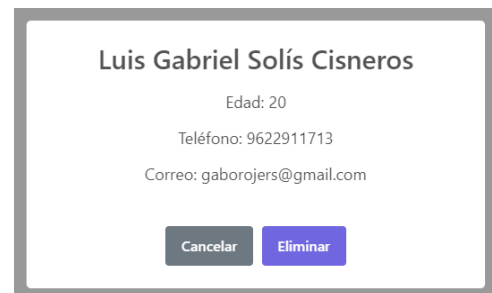 Luis Gabriel Solís Cisneros
Edad: 20
Teléfono: 9622911713
Correo: gaborojers@gmail.com
Cancelar Eliminar